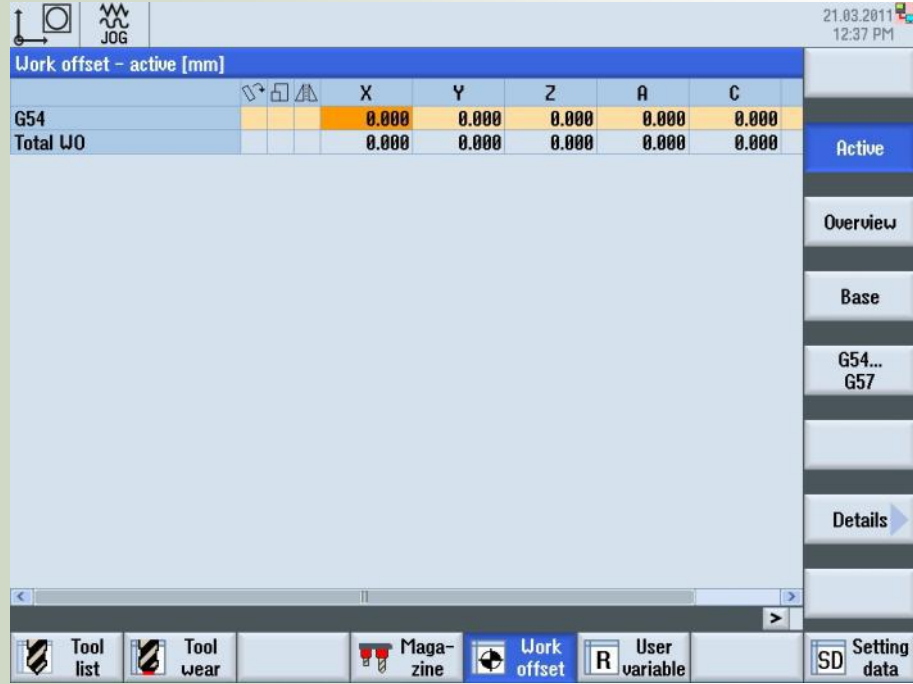 JOG
21.03.2011
12:37 PM
Work offset - active [mm]
X Y Z A C
G54 0.000 0.000 0.000 0.000 0.000
Total WO 0.000 0.000 0.000 0.000 0.000
Active
Overview
Base
G54...
G57
Details
Tool
list
Tool
wear
Maga-
zine
Work
offset
R User
variable
SD Setting
data